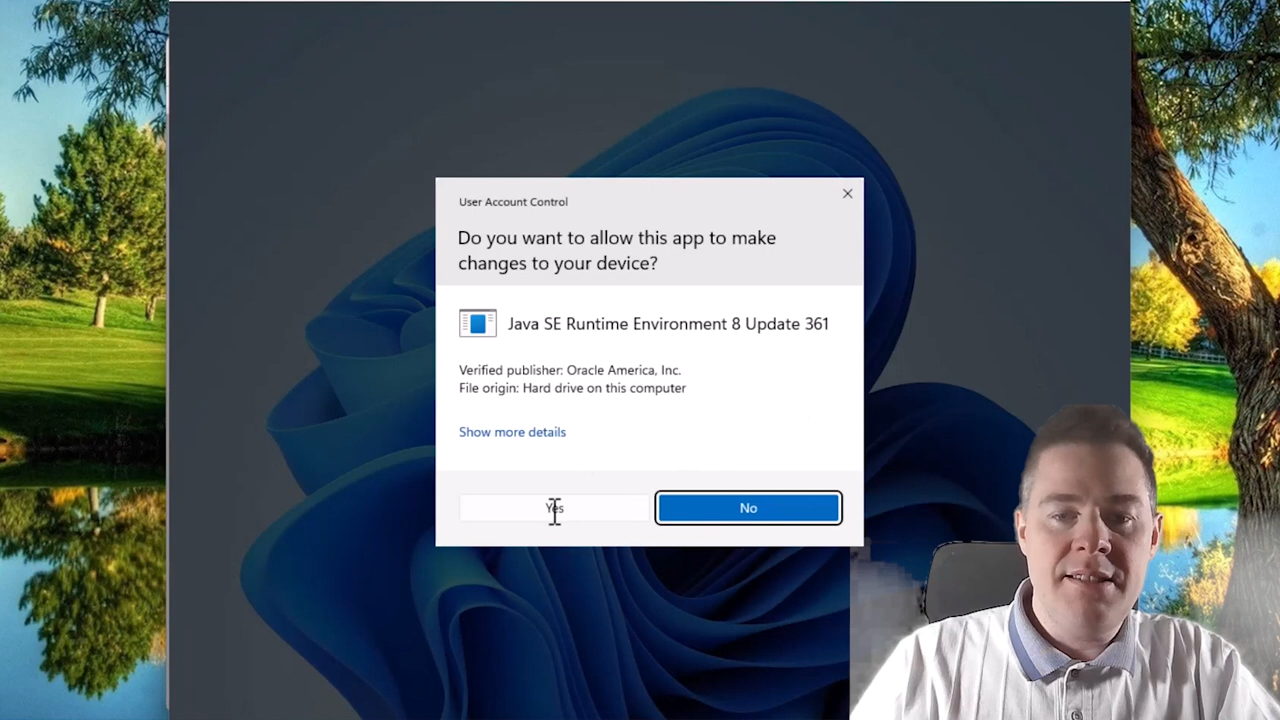 User Account Control
Do you want to allow this app to make
changes to your device?
Java SE Runtime Environment 8 Update 361
Verified publisher: Oracle America, Inc.
File origin: Hard drive on this computer
Show more details
Yes
No